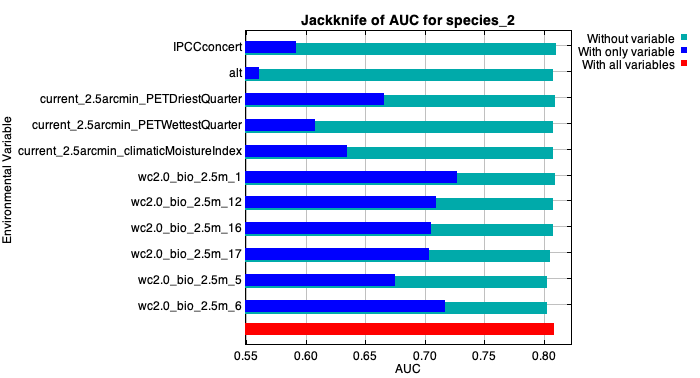 Jackknife of AUC for species_2
Without variable
With only variable
With all variables
Environmental Variable
IPCCconcert
alt
current_2.5arcmin_PETDriestQuarter
current_2.5arcmin_PETWettestQuarter
current_2.5arcmin_climaticMoistureIndex
wc2.0_bio_2.5m_1
wc2.0_bio_2.5m_12
wc2.0_bio_2.5m_16
wc2.0_bio_2.5m_17
wc2.0_bio_2.5m_5
wc2.0_bio_2.5m_6
0.55 0.60 0.65 0.70 0.75 0.80
AUC